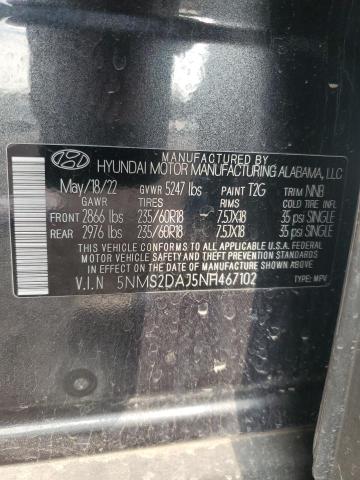 MANUFACTURED BY
HYUNDAI MOTOR MANUFACTURING ALABAMA, LLC
May/18/22 GVWR 5247 lbs PAINT T2G TRIM NNB
GAWR TIRES RIMS COLD TIRE INFL
FRONT 2866 lbs 235/60R18 7.5JX18 35 psi SINGLE
REAR 2976 lbs 235/60R18 7.5JX18 35 psi SINGLE
THIS VEHICLE CONFORMS TO ALL APPLICABLE U.S. FEDERAL
MOTOR VEHICLE SAFETY, BUMPER, AND THEFT PREVENTION STANDARDS
IN EFFECT ON THE DATE OF MANUFACTURE SHOWN ABOVE.
V.I.N 5NMS2DAJ5NH467102 TYPE: MPV